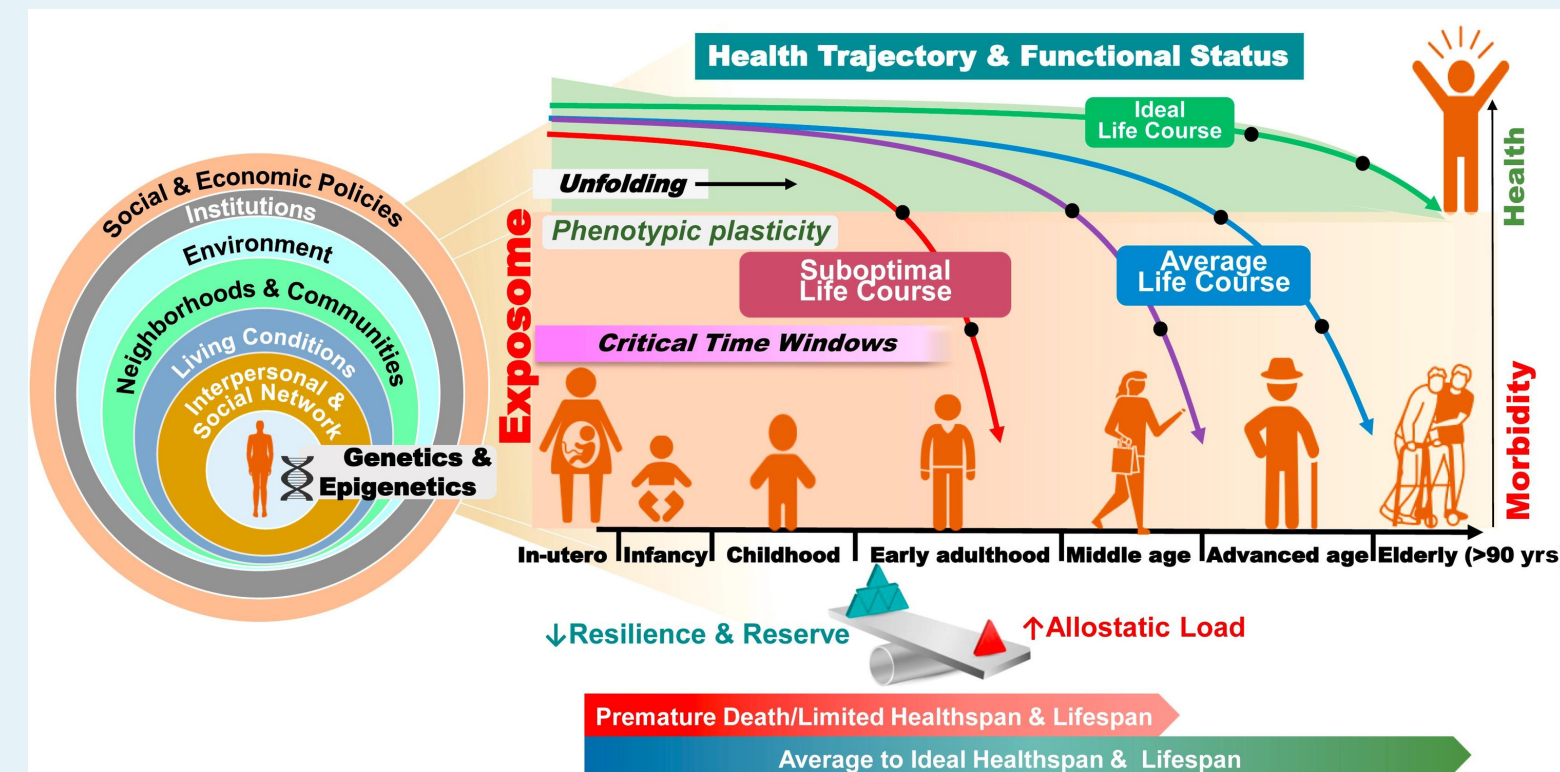 Health Trajectory & Functional Status
Ideal
Life Course
Health
Morbidity
Social & Economic Policies
Institutions
Environment
Neighborhoods & Communities
Living Conditions
Interpersonal &
Social Network
Genetics &
Epigenetics
Exposome
Unfolding
Phenotypic plasticity
Suboptimal
Life Course
Average
Life Course
Critical Time Windows
In-utero
Infancy
Childhood
Early adulthood
Middle age
Advanced age
Elderly (>90 yrs
↓Resilience & Reserve
↑Allostatic Load
Premature Death/Limited Healthspan & Lifespan
Average to Ideal Healthspan & Lifespan